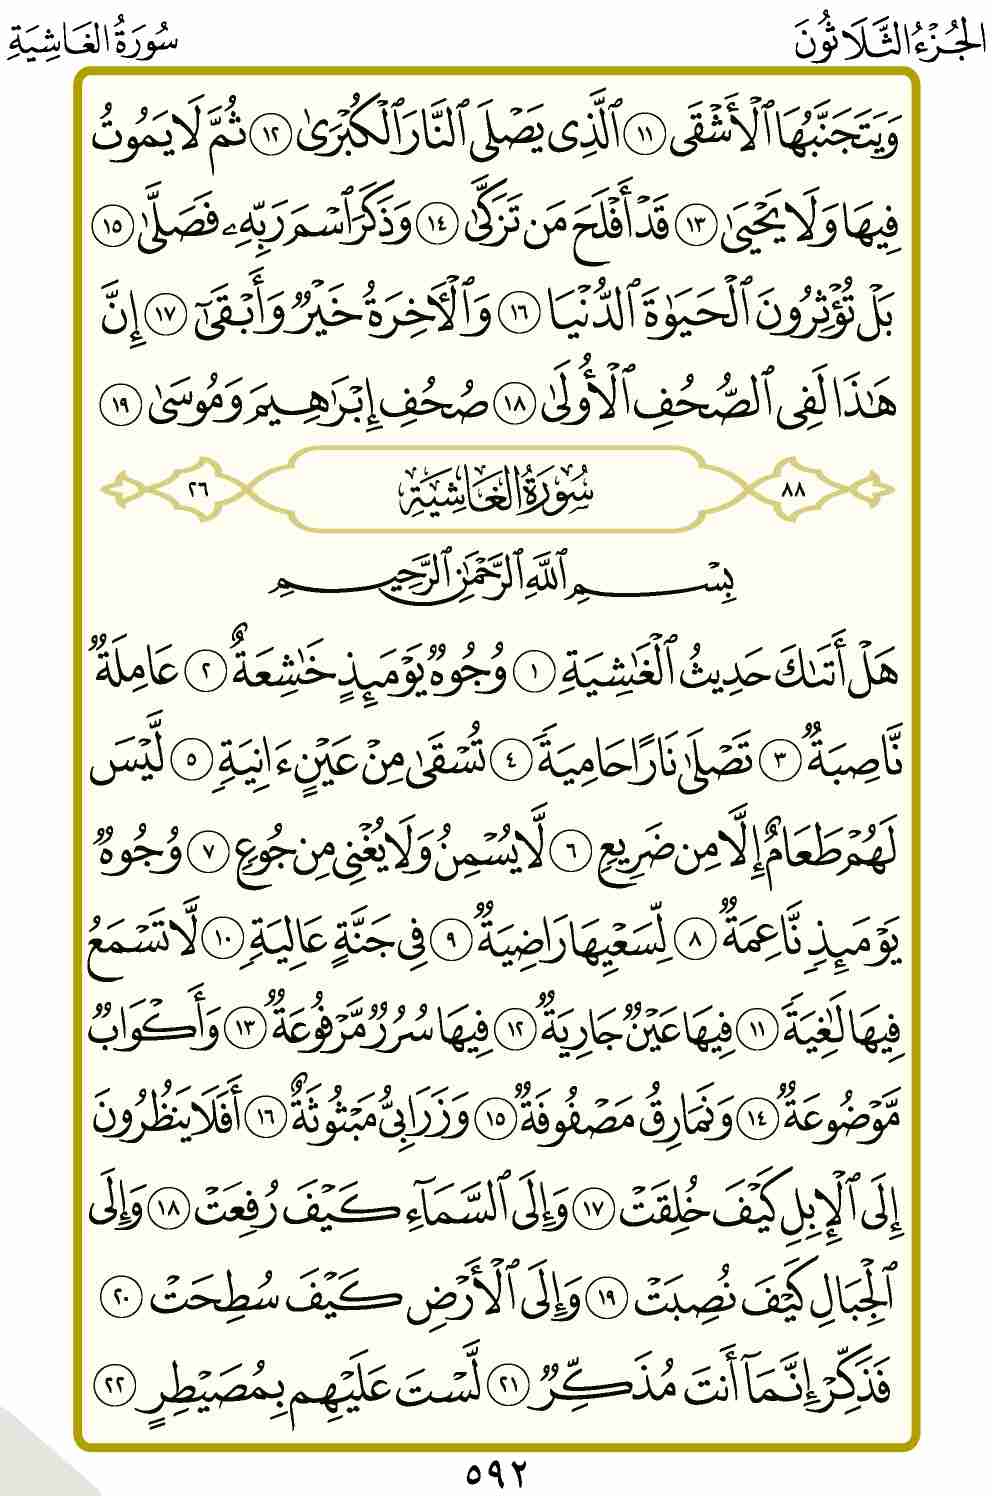 الجُزْءُ الثَّلَاثُونَ
سُورَةُ الغَاشِيَةِ
وَيَتَجَنَّبُهَا ٱلْأَشْقَى ١١ ٱلَّذِى يَصْلَى ٱلنَّارَ ٱلْكُبْرَىٰ ١٢ ثُمَّ لَا يَمُوتُ
فِيهَا وَلَا يَحْيَىٰ ١٣ قَدْ أَفْلَحَ مَن تَزَكَّىٰ ١٤ وَذَكَرَ ٱسْمَ رَبِّهِۦ فَصَلَّىٰ ١٥
بَلْ تُؤْثِرُونَ ٱلْحَيَوٰةَ ٱلدُّنْيَا ١٦ وَٱلْأَخِرَةُ خَيْرٌ وَأَبْقَىٰٓ ١٧ إِنَّ
هَٰذَا لَفِى ٱلصُّحُفِ ٱلْأُولَىٰ ١٨ صُحُفِ إِبْرَٰهِيمَ وَمُوسَىٰ ١٩
٨٨ سُورَةُ الغَاشِيَةِ ٢٦
بِسْمِ ٱللَّهِ ٱلرَّحْمَٰنِ ٱلرَّحِيمِ
هَلْ أَتَىٰكَ حَدِيثُ ٱلْغَٰشِيَةِ ١ وُجُوهٌ يَوْمَئِذٍ خَٰشِعَةٌ ٢ عَامِلَةٌ
نَّاصِبَةٌ ٣ تَصْلَىٰ نَارًا حَامِيَةً ٤ تُسْقَىٰ مِنْ عَيْنٍ ءَانِيَةٍ ٥ لَّيْسَ
لَهُمْ طَعَامٌ إِلَّا مِن ضَرِيعٍ ٦ لَّا يُسْمِنُ وَلَا يُغْنِى مِن جُوعٍ ٧ وُجُوهٌ
يَوْمَئِذٍ نَّاعِمَةٌ ٨ لِّسَعْيِهَا رَاضِيَةٌ ٩ فِى جَنَّةٍ عَالِيَةٍ ١٠ لَّا تَسْمَعُ
فِيهَا لَٰغِيَةً ١١ فِيهَا عَيْنٌ جَارِيَةٌ ١٢ فِيهَا سُرُرٌ مَّرْفُوعَةٌ ١٣ وَأَكْوَابٌ
مَّوْضُوعَةٌ ١٤ وَنَمَارِقُ مَصْفُوفَةٌ ١٥ وَزَرَابِىُّ مَبْثُوثَةٌ ١٦ أَفَلَا يَنظُرُونَ
إِلَى ٱلْإِبِلِ كَيْفَ خُلِقَتْ ١٧ وَإِلَى ٱلسَّمَآءِ كَيْفَ رُفِعَتْ ١٨ وَإِلَى
ٱلْجِبَالِ كَيْفَ نُصِبَتْ ١٩ وَإِلَى ٱلْأَرْضِ كَيْفَ سُطِحَتْ ٢٠
فَذَكِّرْ إِنَّمَآ أَنتَ مُذَكِّرٌ ٢١ لَّسْتَ عَلَيْهِم بِمُصَيْطِرٍ ٢٢
٥٩٢